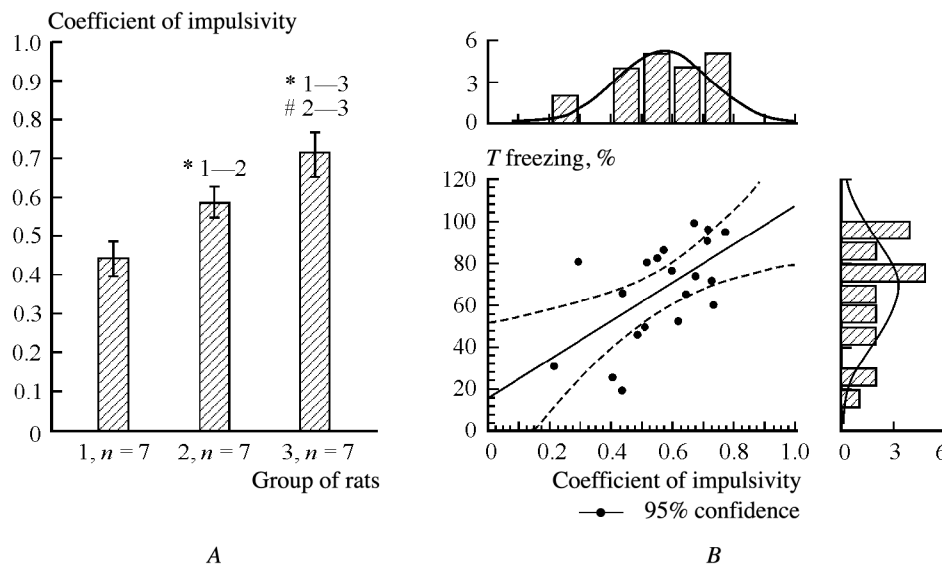 Coefficient of impulsivity
1.0
0.9
0.8
0.7
0.6
0.5
0.4
0.3
0.2
0.1
0
* 1—2
* 1—3
# 2—3
1, n = 7 2, n = 7 3, n = 7
Group of rats
A
6
3
0
T freezing, %
120
100
80
60
40
20
0
0 0.2 0.4 0.6 0.8 1.0
Coefficient of impulsivity
95% confidence
0 3 6
B